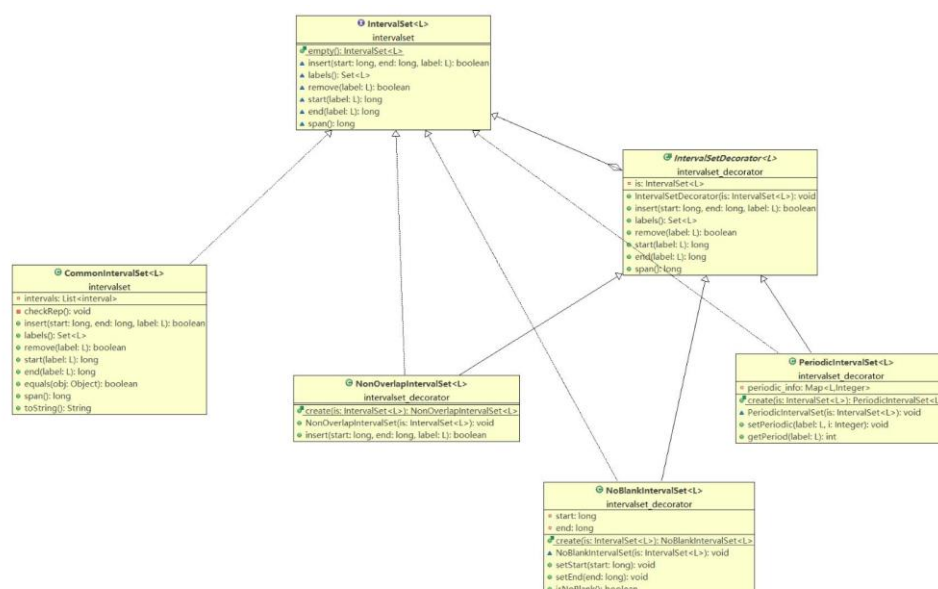 IntervalSet<L>
intervalset
empty(): IntervalSet<L>
insert(start: long, end: long, label: L): boolean
labels(): Set<L>
remove(label: L): boolean
start(label: L): long
end(label: L): long
span(): long
IntervalSetDecorator<L>
intervalset_decorator
is: IntervalSet<L>
IntervalSetDecorator(is: IntervalSet<L>): void
insert(start: long, end: long, label: L): boolean
labels(): Set<L>
remove(label: L): boolean
start(label: L): long
end(label: L): long
span(): long
CommonIntervalSet<L>
intervalset
intervals: List<interval>
checkRep(): void
insert(start: long, end: long, label: L): boolean
labels(): Set<L>
remove(label: L): boolean
start(label: L): long
end(label: L): long
equals(obj: Object): boolean
span(): long
toString(): String
NonOverlapIntervalSet<L>
intervalset_decorator
create(is: IntervalSet<L>): NonOverlapIntervalSet<L>
NonOverlapIntervalSet(is: IntervalSet<L>): void
insert(start: long, end: long, label: L): boolean
PeriodicIntervalSet<L>
intervalset_decorator
periodic_info: Map<L,Integer>
create(is: IntervalSet<L>): PeriodicIntervalSet<L
PeriodicIntervalSet(is: IntervalSet<L>): void
setPeriodic(label: L, i: Integer): void
getPeriod(label: L): int
NoBlankIntervalSet<L>
intervalset_decorator
start: long
end: long
create(is: IntervalSet<L>): NoBlankIntervalSet<L>
NoBlankIntervalSet(is: IntervalSet<L>): void
setStart(start: long): void
setEnd(end: long): void
isNoBlank(): boolean